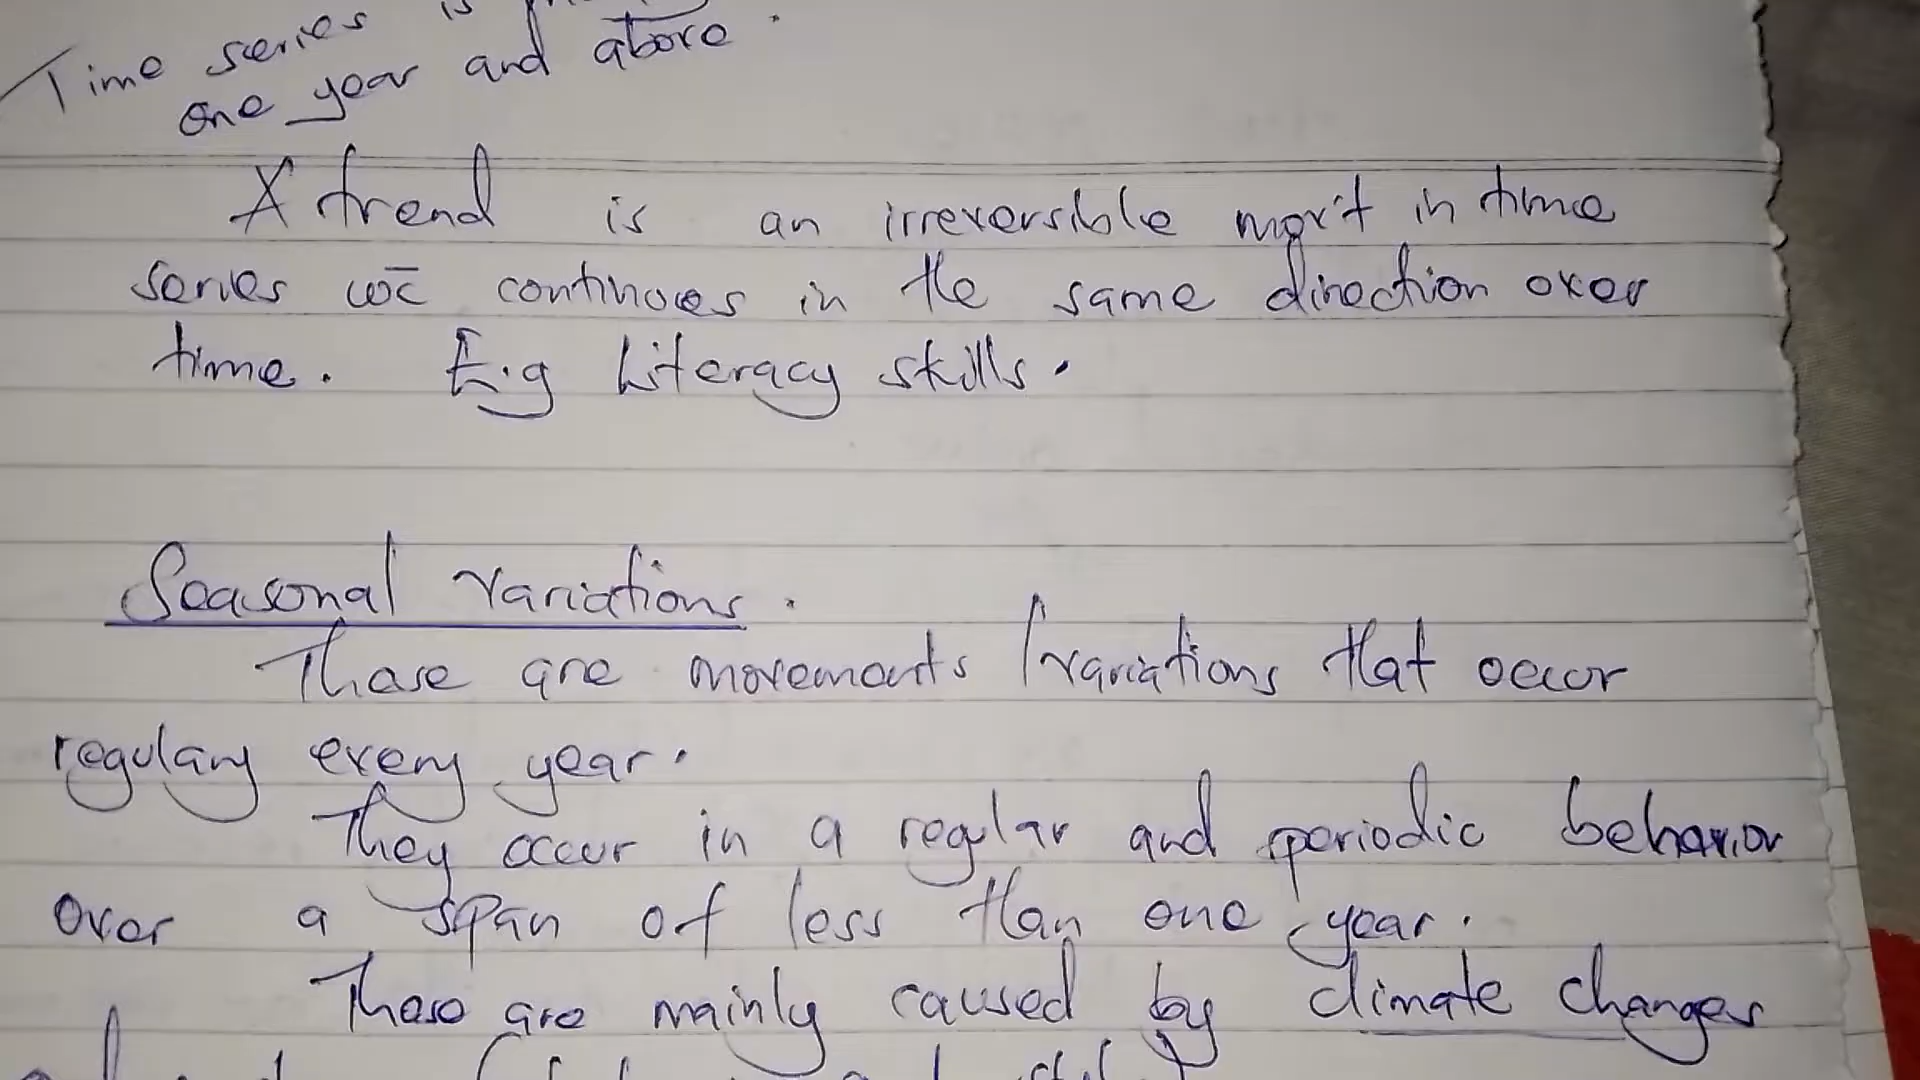 Time series is
one year and above.
A trend is an irreversible mov't in time
series wc̄ continues in the same direction over
time. E.g Literacy skills.
Seasonal variations.
These are movements / variations that occur
regulary every year.
They occur in a regular and periodic behavior
over a span of less than one year.
These are mainly caused by climate changes